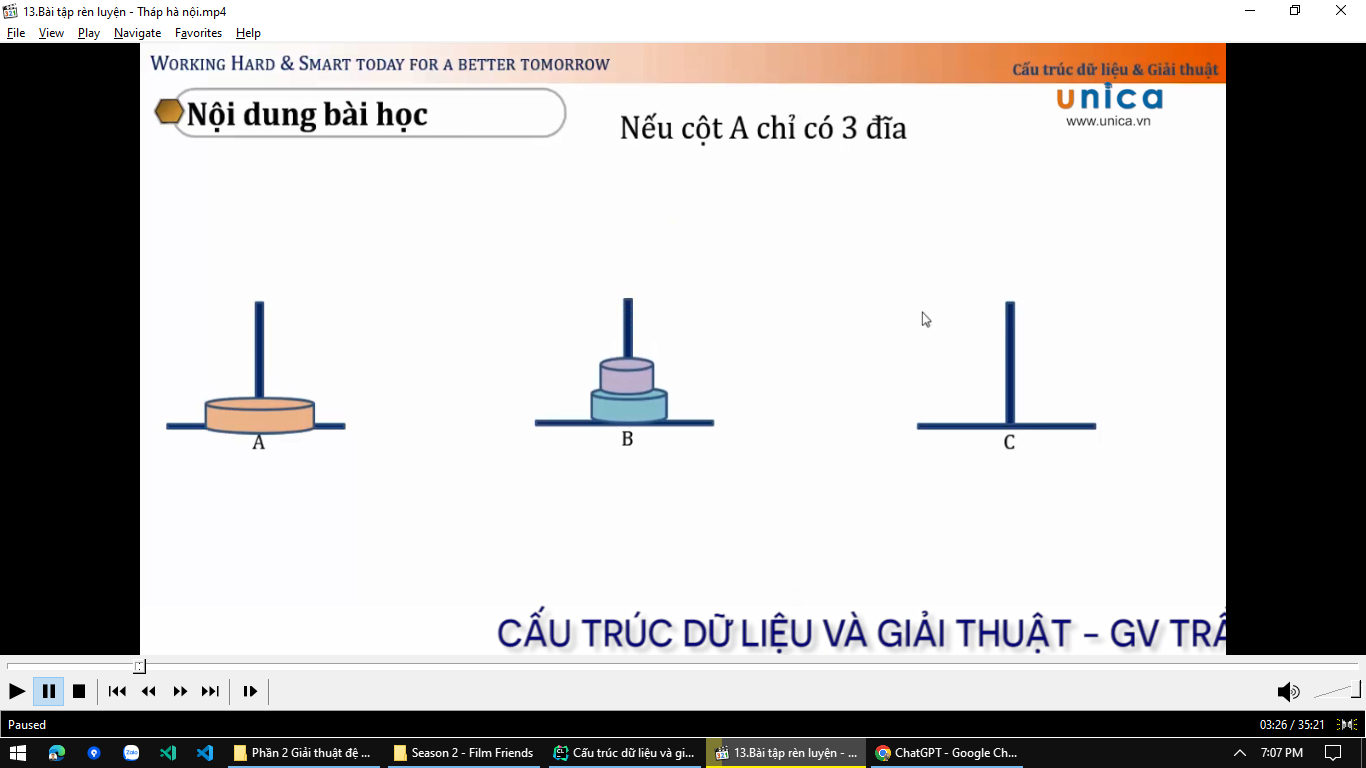 13.Bài tập rèn luyện - Tháp hà nội.mp4
File View Play Navigate Favorites Help
WORKING HARD & SMART TODAY FOR A BETTER TOMORROW
Cấu trúc dữ liệu & Giải thuật
Nội dung bài học
Nếu cột A chỉ có 3 đĩa
unica
www.unica.vn
A B C
CẤU TRÚC DỮ LIỆU VÀ GIẢI THUẬT - GV
Paused 03:26 / 35:21
Zalo Phần 2 Giải thuật đệ ... Season 2 - Film Friends CL Cấu trúc dữ liệu và gi... 321 13.Bài tập rèn luyện - ... ChatGPT - Google Ch... 7:07 PM